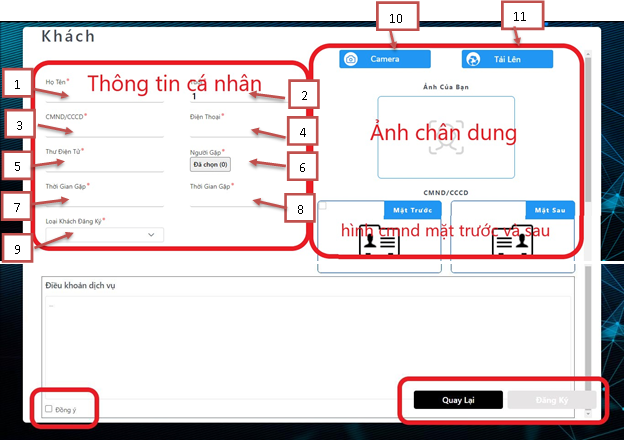 Khách
10
11
Camera
Tải Lên
Thông tin cá nhân
Họ Tên *
1
1
2
Ảnh Của Bạn
CMND/CCCD *
Điện Thoại *
3
4
Ảnh chân dung
Thư Điện Tử *
Người Gặp *
5
Đã chọn (0)
6
Thời Gian Gặp *
Thời Gian Gặp *
7
8
CMND/CCCD
Mặt Trước
Mặt Sau
hình cmnd mặt trước và sau
Loại Khách Đăng Ký *
9
Điều khoản dịch vụ
...
Đồng ý
Quay Lại
Đăng Ký